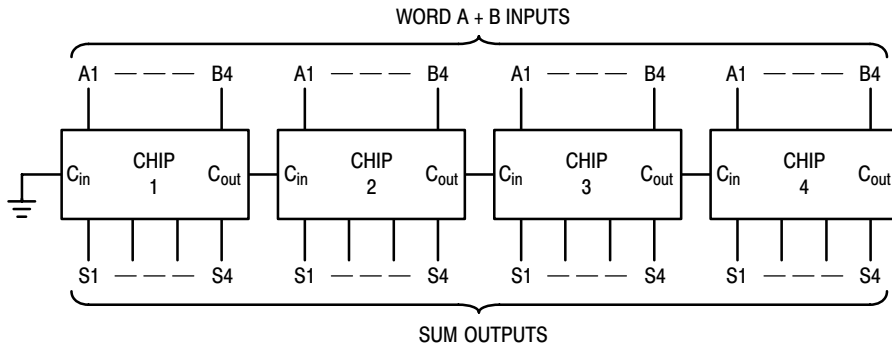 WORD A + B INPUTS
A1 — — — B4 A1 — — — B4 A1 — — — B4 A1 — — — B4
CHIP CHIP CHIP CHIP
Cin Cout Cin Cout Cin Cout Cin Cout
1 2 3 4
S1 — — — S4 S1 — — — S4 S1 — — — S4 S1 — — — S4
SUM OUTPUTS